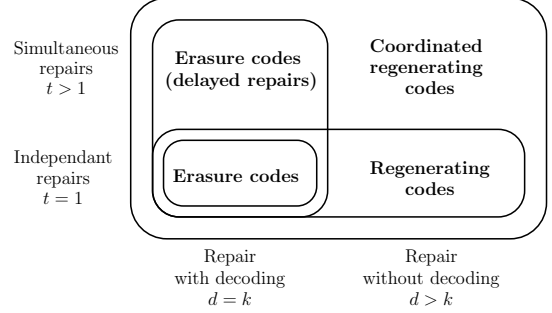 Simultaneous
repairs
t > 1
Erasure codes
(delayed repairs)
Coordinated
regenerating
codes
Independant
repairs
t = 1
Erasure codes
Regenerating
codes
Repair
with decoding
d = k
Repair
without decoding
d > k